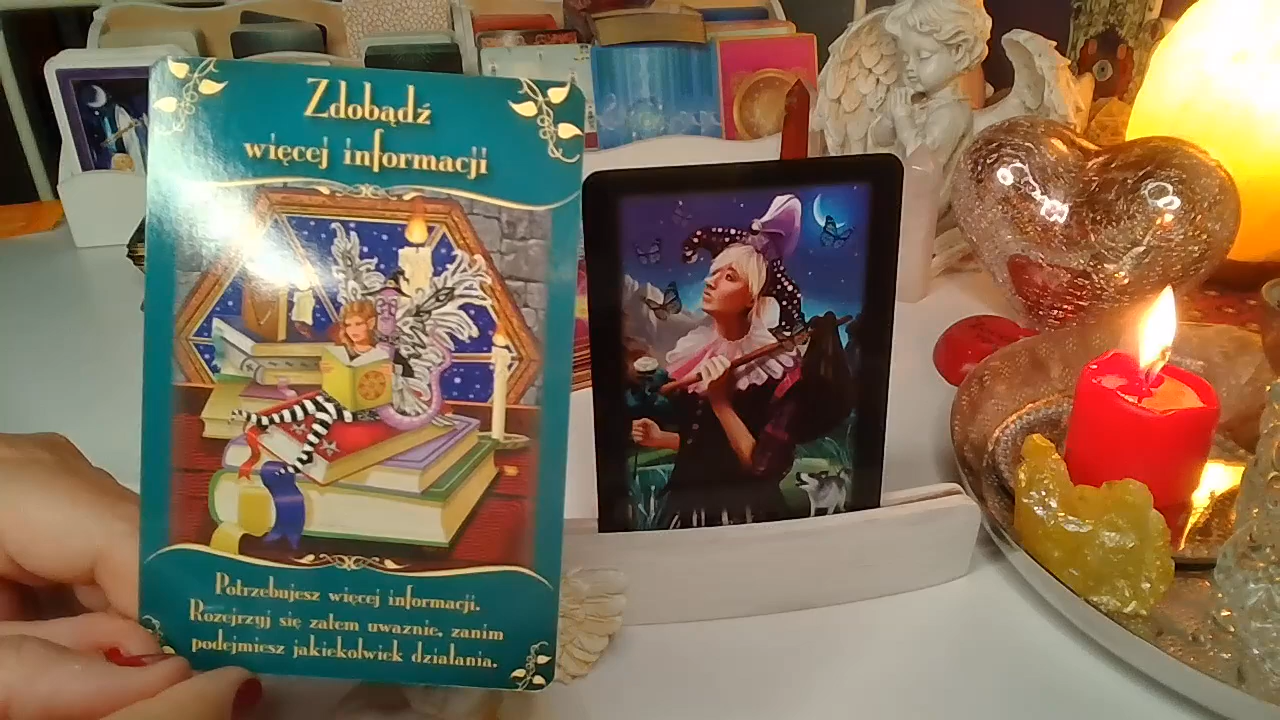 Zdobądź
więcej informacji
Potrzebujesz więcej informacji.
Rozejrzyj się zatem uważnie, zanim
podejmiesz jakiekolwiek działania.